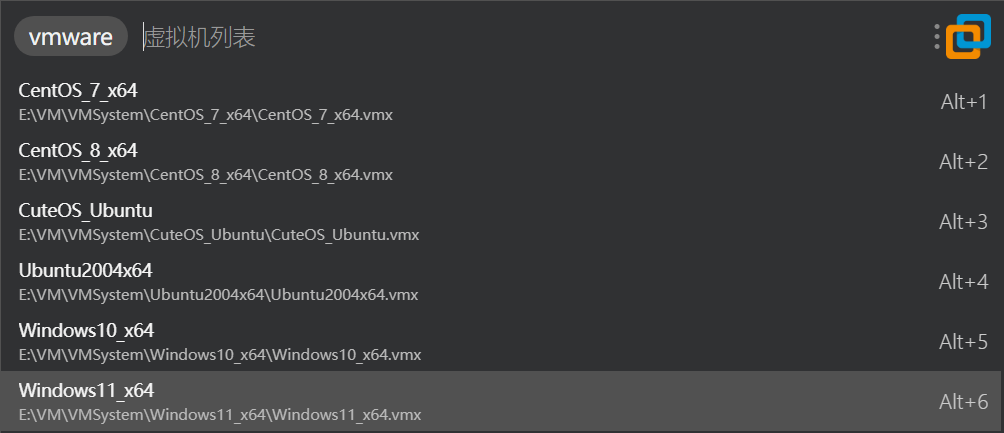 vmware 虚拟机列表
CentOS_7_x64
E:\VM\VMSystem\CentOS_7_x64\CentOS_7_x64.vmx
Alt+1
CentOS_8_x64
E:\VM\VMSystem\CentOS_8_x64\CentOS_8_x64.vmx
Alt+2
CuteOS_Ubuntu
E:\VM\VMSystem\CuteOS_Ubuntu\CuteOS_Ubuntu.vmx
Alt+3
Ubuntu2004x64
E:\VM\VMSystem\Ubuntu2004x64\Ubuntu2004x64.vmx
Alt+4
Windows10_x64
E:\VM\VMSystem\Windows10_x64\Windows10_x64.vmx
Alt+5
Windows11_x64
E:\VM\VMSystem\Windows11_x64\Windows11_x64.vmx
Alt+6